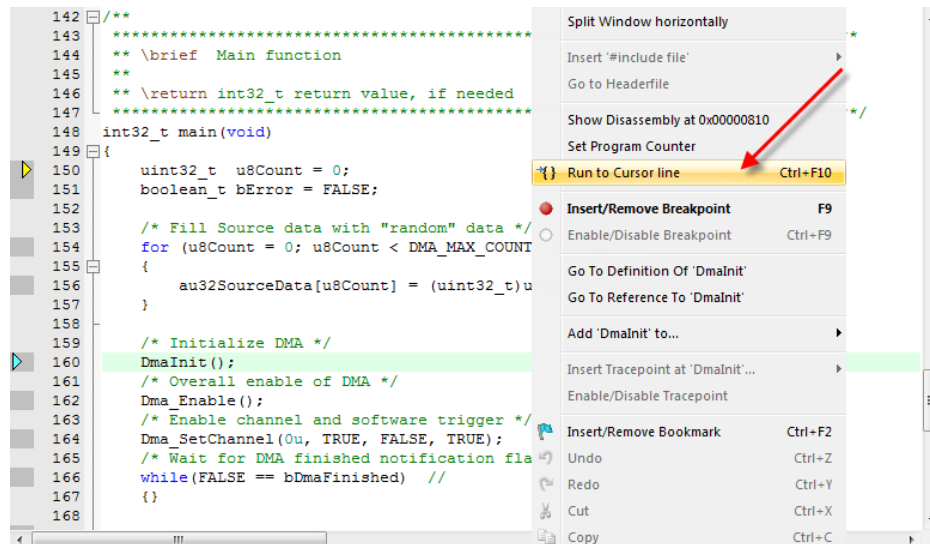 142 /**
143 ****************************************************** *
144 ** \brief Main function
145 **
146 ** \return int32_t return value, if needed
147 ****************************************************** */
148 int32_t main(void)
149 {
150 uint32_t u8Count = 0;
151 boolean_t bError = FALSE;
152
153 /* Fill Source data with "random" data */
154 for (u8Count = 0; u8Count < DMA_MAX_COUNT
155 {
156 au32SourceData[u8Count] = (uint32_t)u
157 }
158
159 /* Initialize DMA */
160 DmaInit();
161 /* Overall enable of DMA */
162 Dma_Enable();
163 /* Enable channel and software trigger */
164 Dma_SetChannel(0u, TRUE, FALSE, TRUE);
165 /* Wait for DMA finished notification fla
166 while(FALSE == bDmaFinished) //
167 {}
168
Split Window horizontally
Insert '#include file'
Go to Headerfile
Show Disassembly at 0x00000810
Set Program Counter
Run to Cursor line Ctrl+F10
Insert/Remove Breakpoint F9
Enable/Disable Breakpoint Ctrl+F9
Go To Definition Of 'DmaInit'
Go To Reference To 'DmaInit'
Add 'DmaInit' to...
Insert Tracepoint at 'DmaInit'...
Enable/Disable Tracepoint
Insert/Remove Bookmark Ctrl+F2
Undo Ctrl+Z
Redo Ctrl+Y
Cut Ctrl+X
Copy Ctrl+C